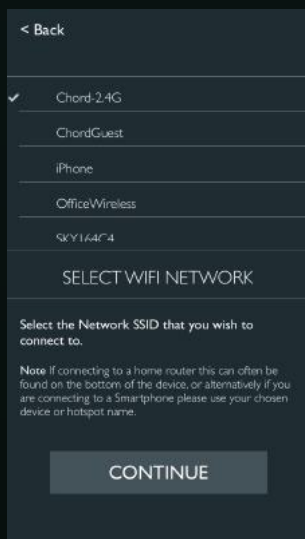 < Back
Chord-2.4G
ChordGuest
iPhone
OfficeWireless
SKY164C4
SELECT WIFI NETWORK
Select the Network SSID that you wish to
connect to.
Note If connecting to a home router this can often be
found on the bottom of the device, or alternatively if you
are connecting to a Smartphone please use your chosen
device or hotspot name.
CONTINUE